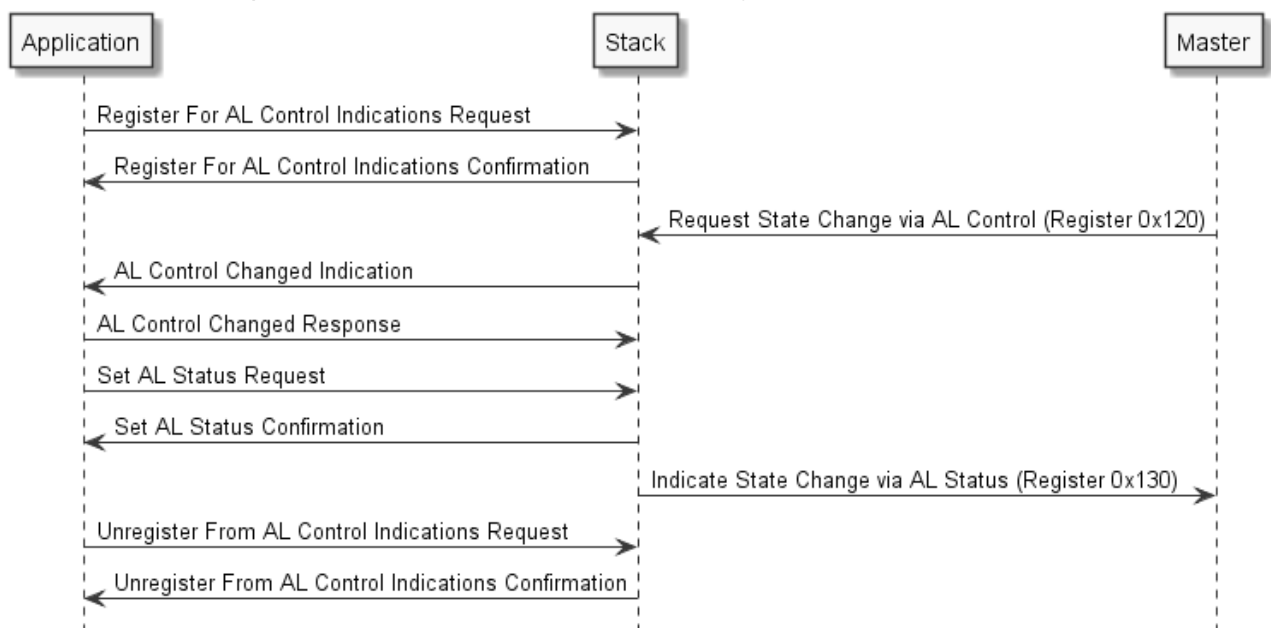 Application
Stack
Master
Register For AL Control Indications Request
Register For AL Control Indications Confirmation
Request State Change via AL Control (Register 0x120)
AL Control Changed Indication
AL Control Changed Response
Set AL Status Request
Set AL Status Confirmation
Indicate State Change via AL Status (Register 0x130)
Unregister From AL Control Indications Request
Unregister From AL Control Indications Confirmation